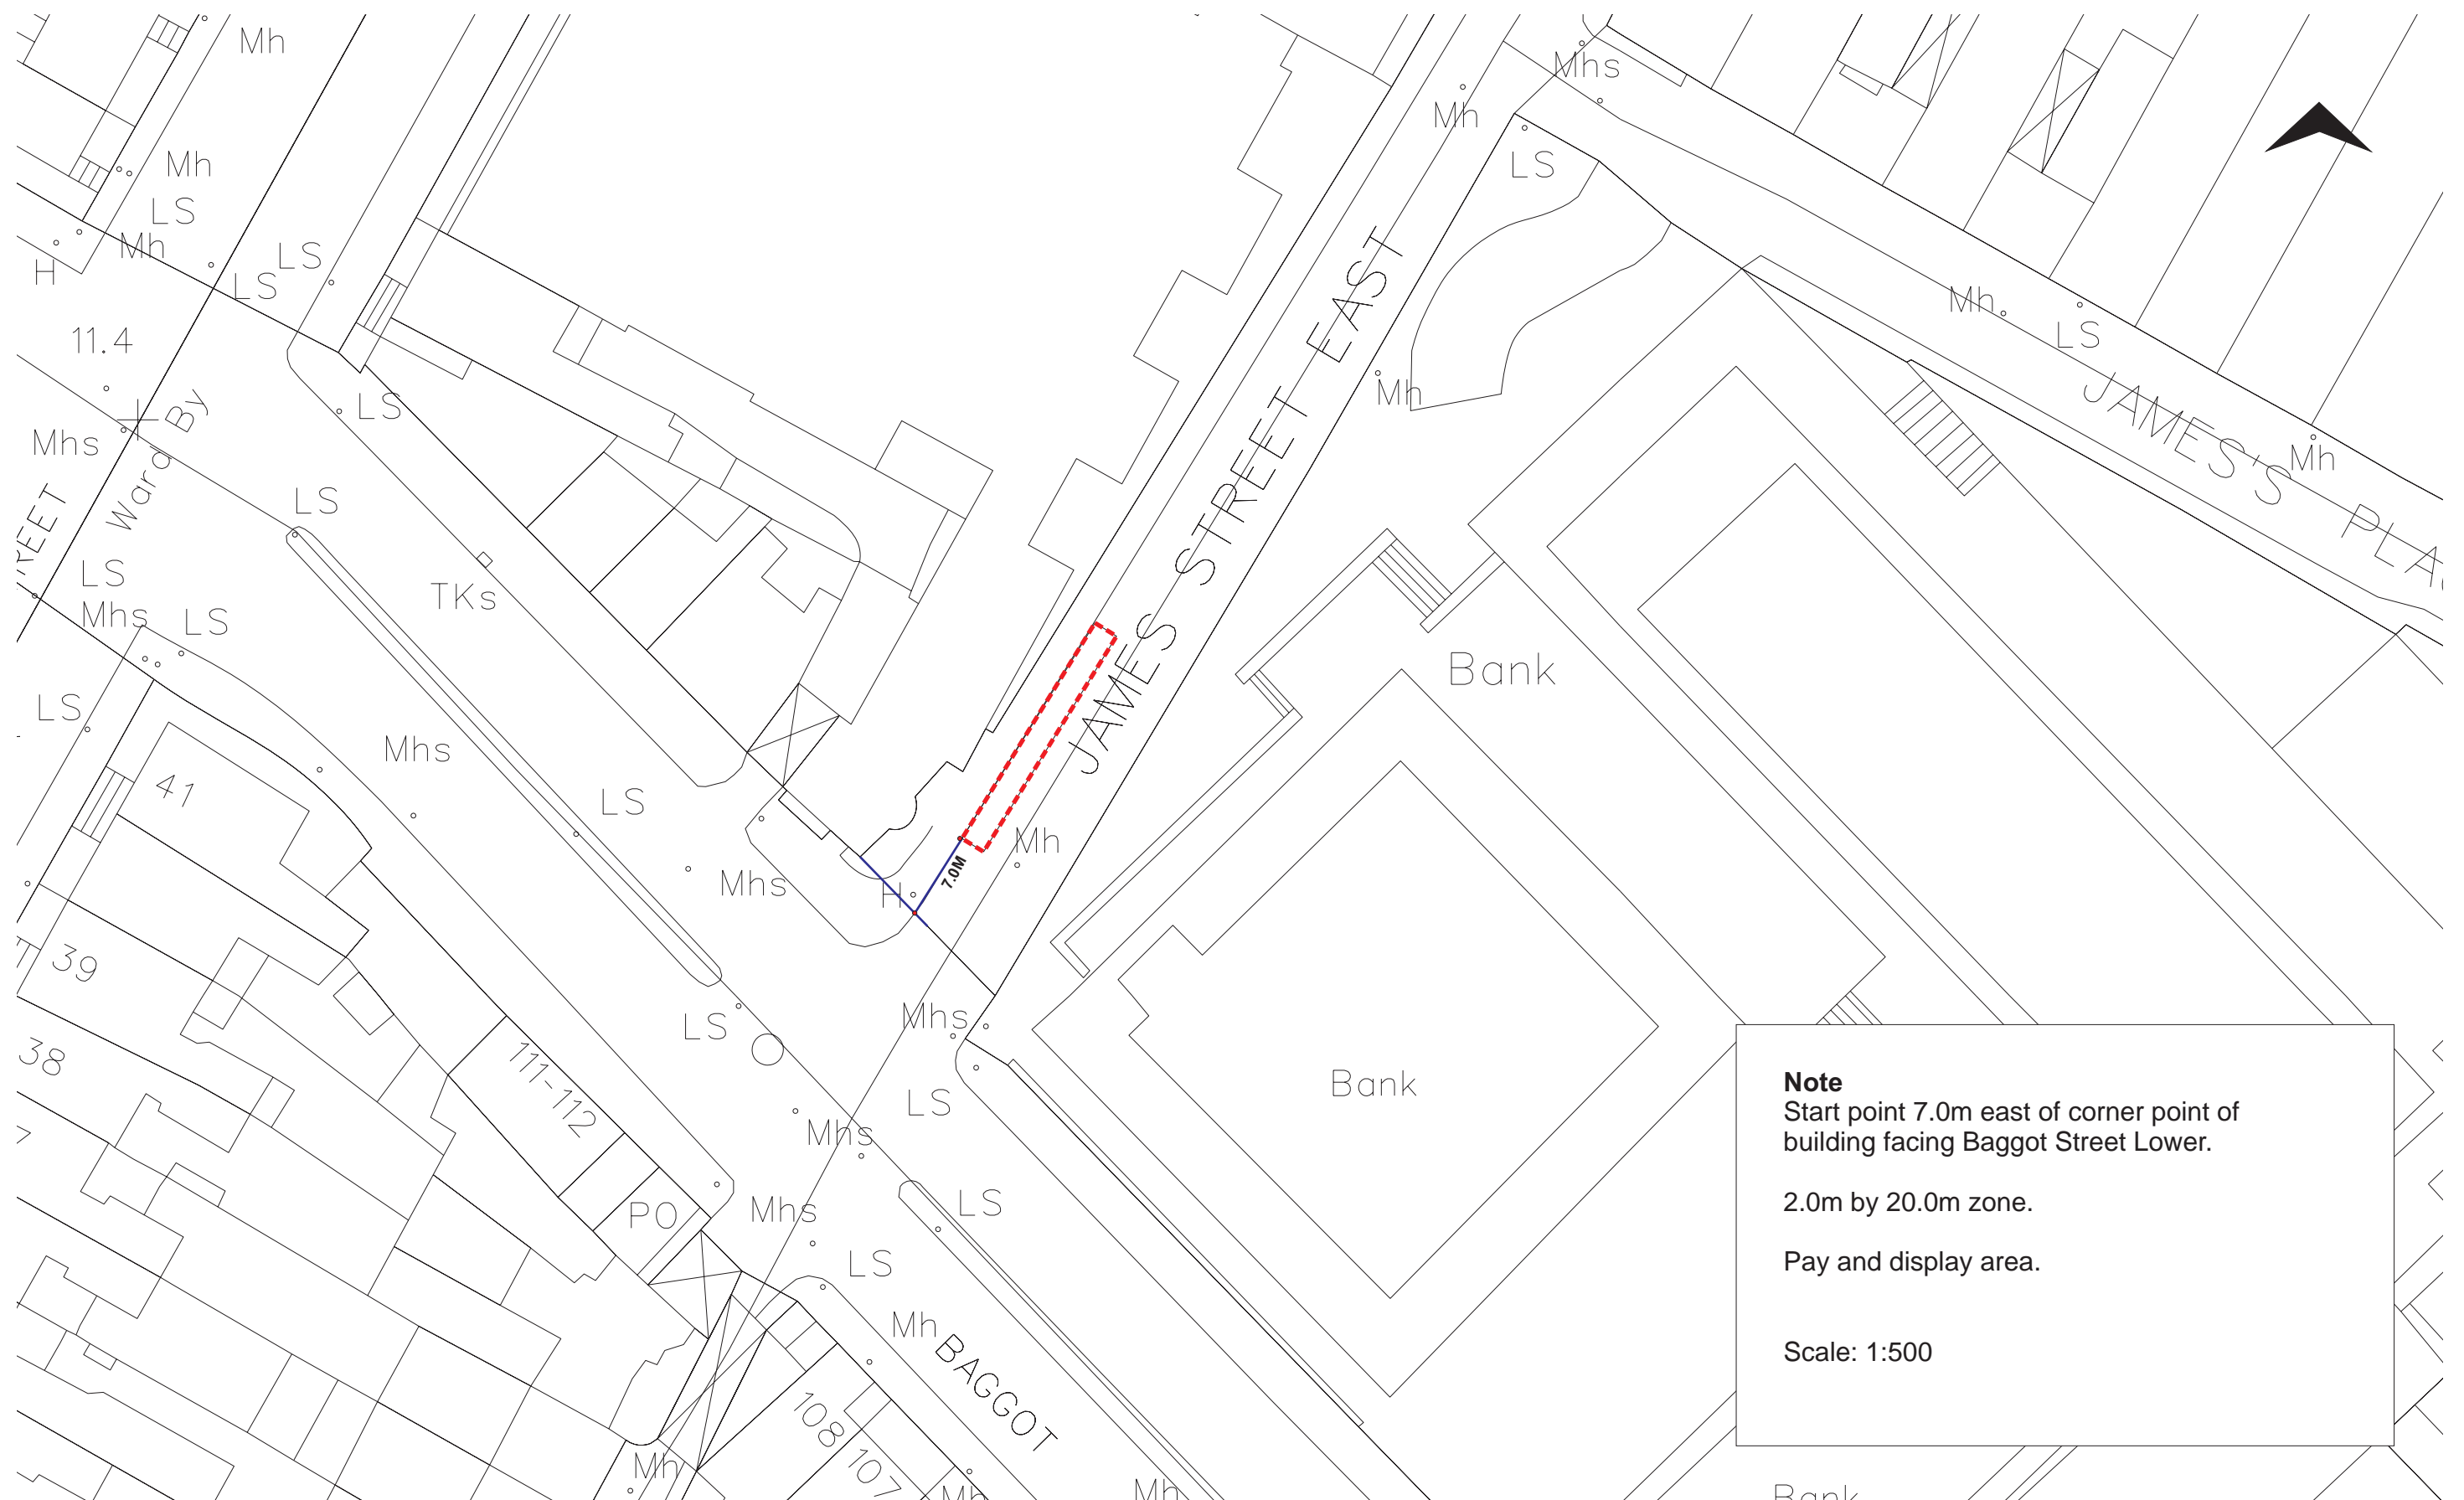 Mh
Mhs
Mh
Mh
LS
LS
Mh
LS
H
LS
Mh
LS
11.4
Mh
LS
JAMES STREET EAST
JAMES'S
Mh
Mhs
Ward By
LS
LS
REET
LS
Mhs
LS
TKs
Bank
LS
Mhs
LS
41
Mh
7.0M
Mhs
H
39
Mhs
LS
38
111-112
LS
Bank
Mhs
PO
Mhs
LS
LS
Mh
BAGGOT
108
107
Mh
Mh
Mh
Bank
Note
Start point 7.0m east of corner point of
building facing Baggot Street Lower.
2.0m by 20.0m zone.
Pay and display area.
Scale: 1:500